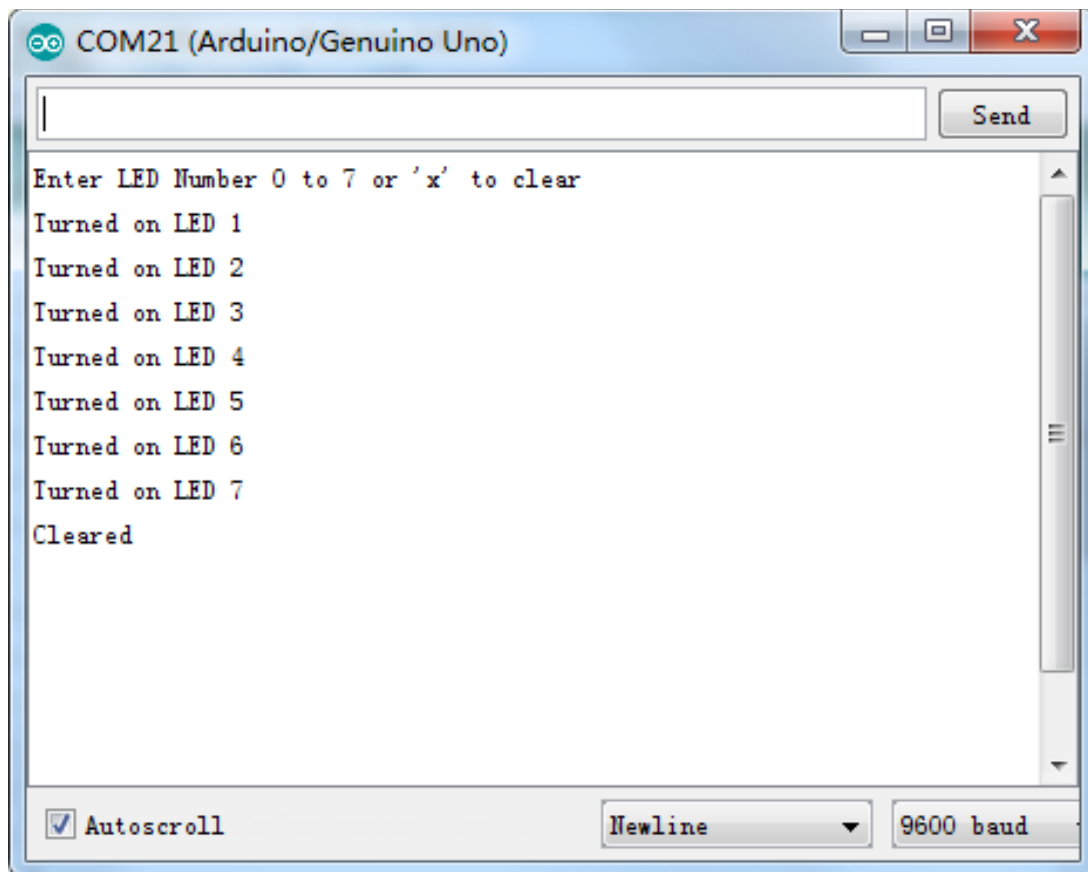 COM21 (Arduino/Genuino Uno)
Send
Enter LED Number 0 to 7 or 'x' to clear
Turned on LED 1
Turned on LED 2
Turned on LED 3
Turned on LED 4
Turned on LED 5
Turned on LED 6
Turned on LED 7
Cleared
Autoscroll
Newline
9600 baud